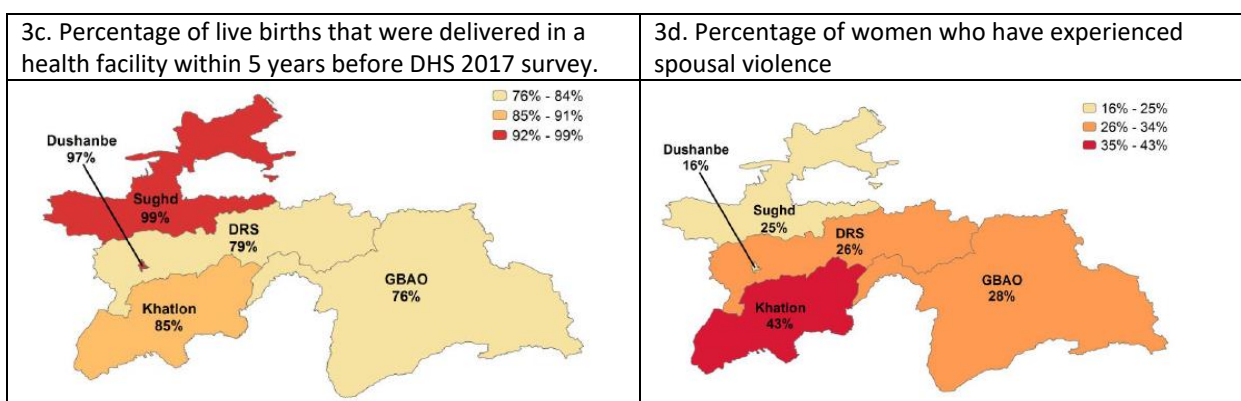 3c. Percentage of live births that were delivered in a
health facility within 5 years before DHS 2017 survey.
76% - 84%
85% - 91%
92% - 99%
Dushanbe
97%
Sughd
99%
DRS
79%
GBAO
76%
Khatlon
85%
3d. Percentage of women who have experienced
spousal violence
16% - 25%
26% - 34%
35% - 43%
Dushanbe
16%
Sughd
25%
DRS
26%
GBAO
28%
Khatlon
43%